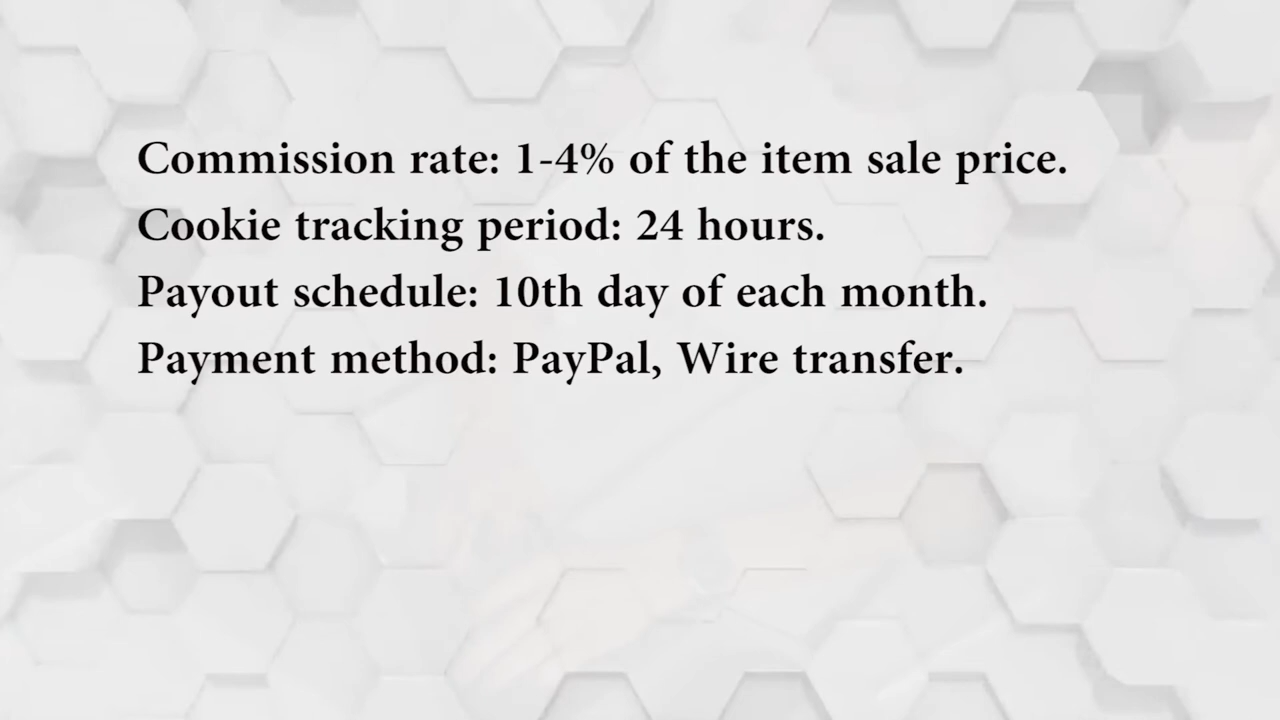 Commission rate: 1-4% of the item sale price.
Cookie tracking period: 24 hours.
Payout schedule: 10th day of each month.
Payment method: PayPal, Wire transfer.